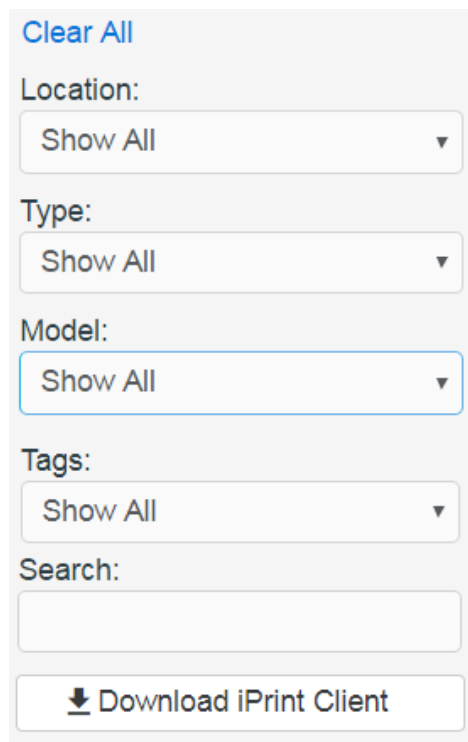 Clear All
Location:
Show All
Type:
Show All
Model:
Show All
Tags:
Show All
Search:
Download iPrint Client